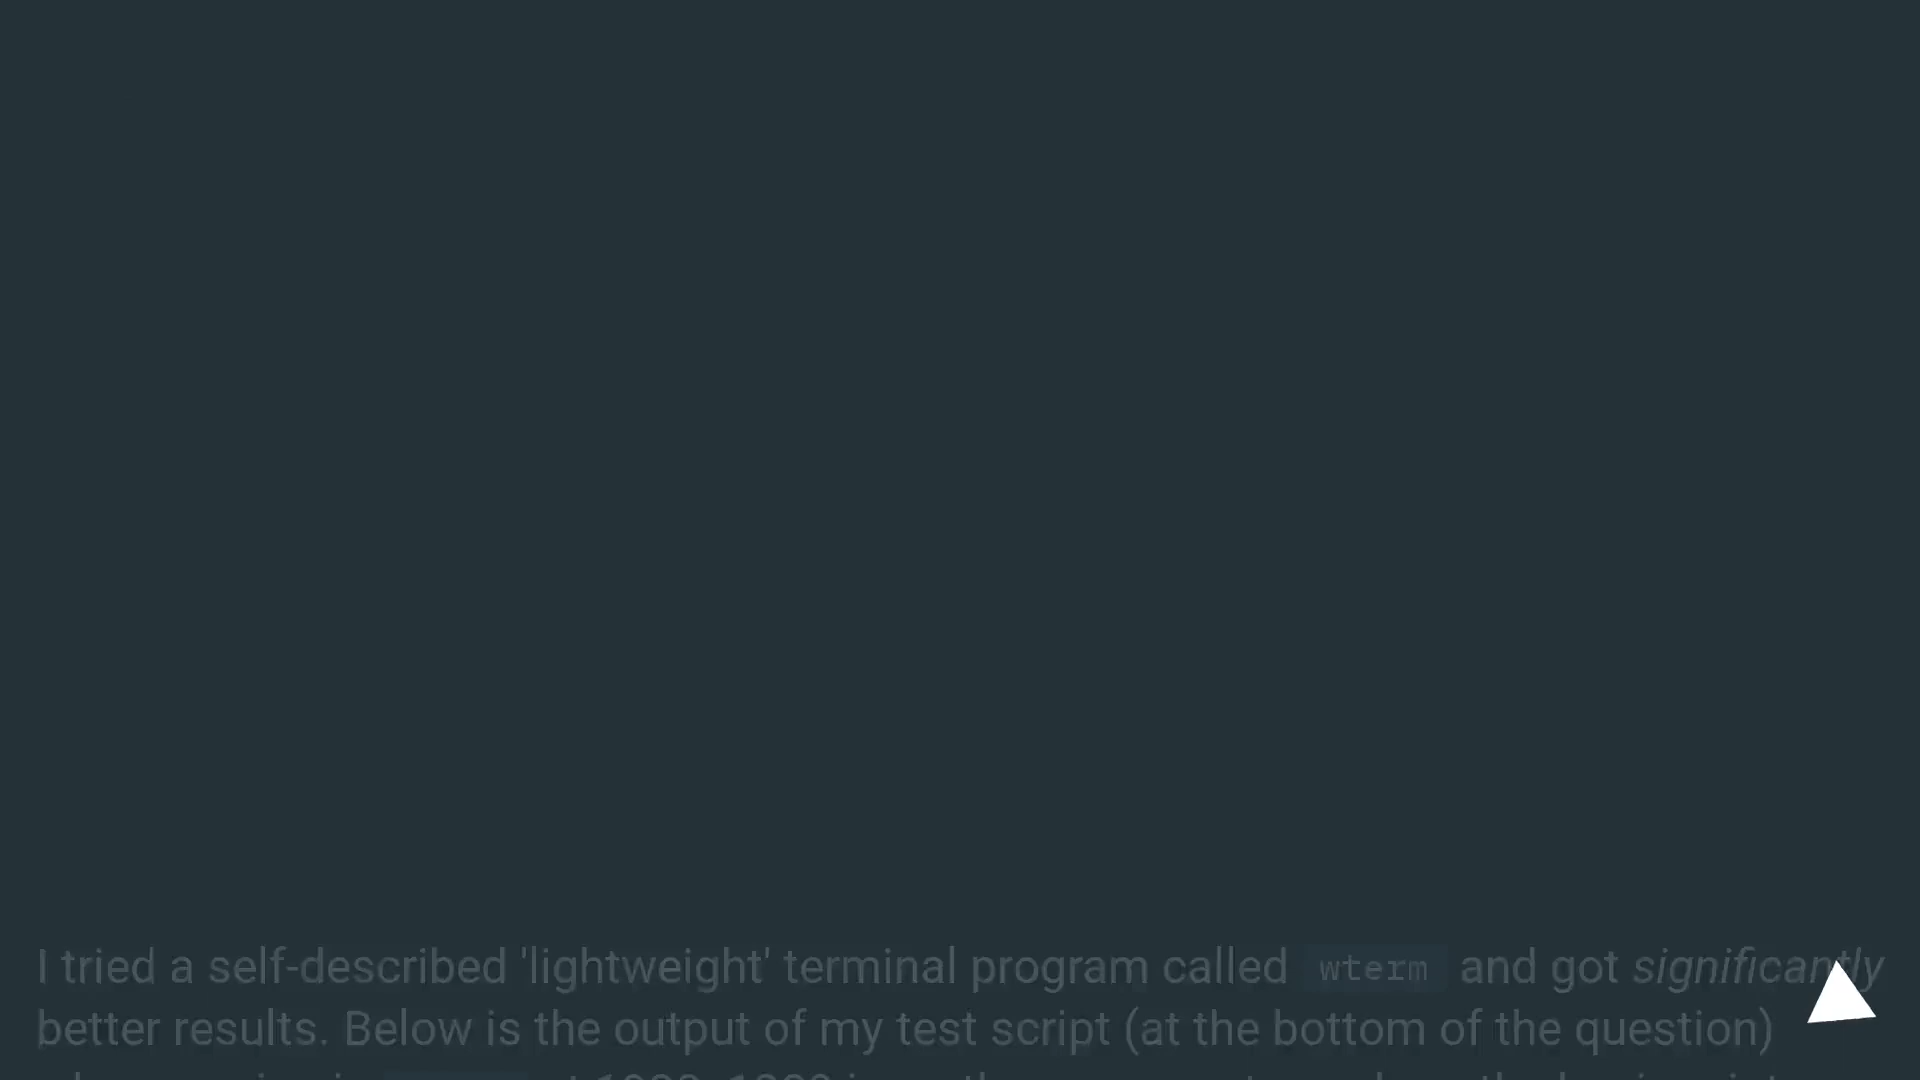 I tried a self-described 'lightweight' terminal program called wterm and got significantly
better results. Below is the output of my test script (at the bottom of the question)